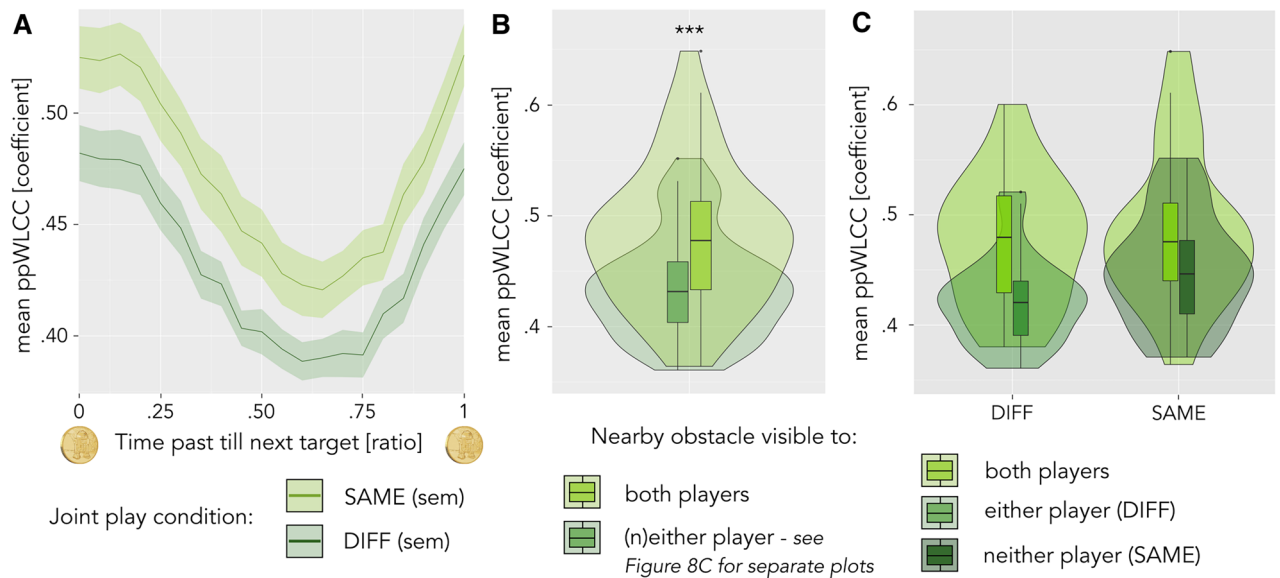 A
mean ppWLCC [coefficient]
.50
.45
.40
0 .25 .50 .75 1
Time past till next target [ratio]
Joint play condition:
SAME (sem)
DIFF (sem)
B
***
mean ppWLCC [coefficient]
.6
.5
.4
Nearby obstacle visible to:
both players
(n)either player - see
Figure 8C for separate plots
C
mean ppWLCC [coefficient]
.6
.5
.4
DIFF SAME
both players
either player (DIFF)
neither player (SAME)